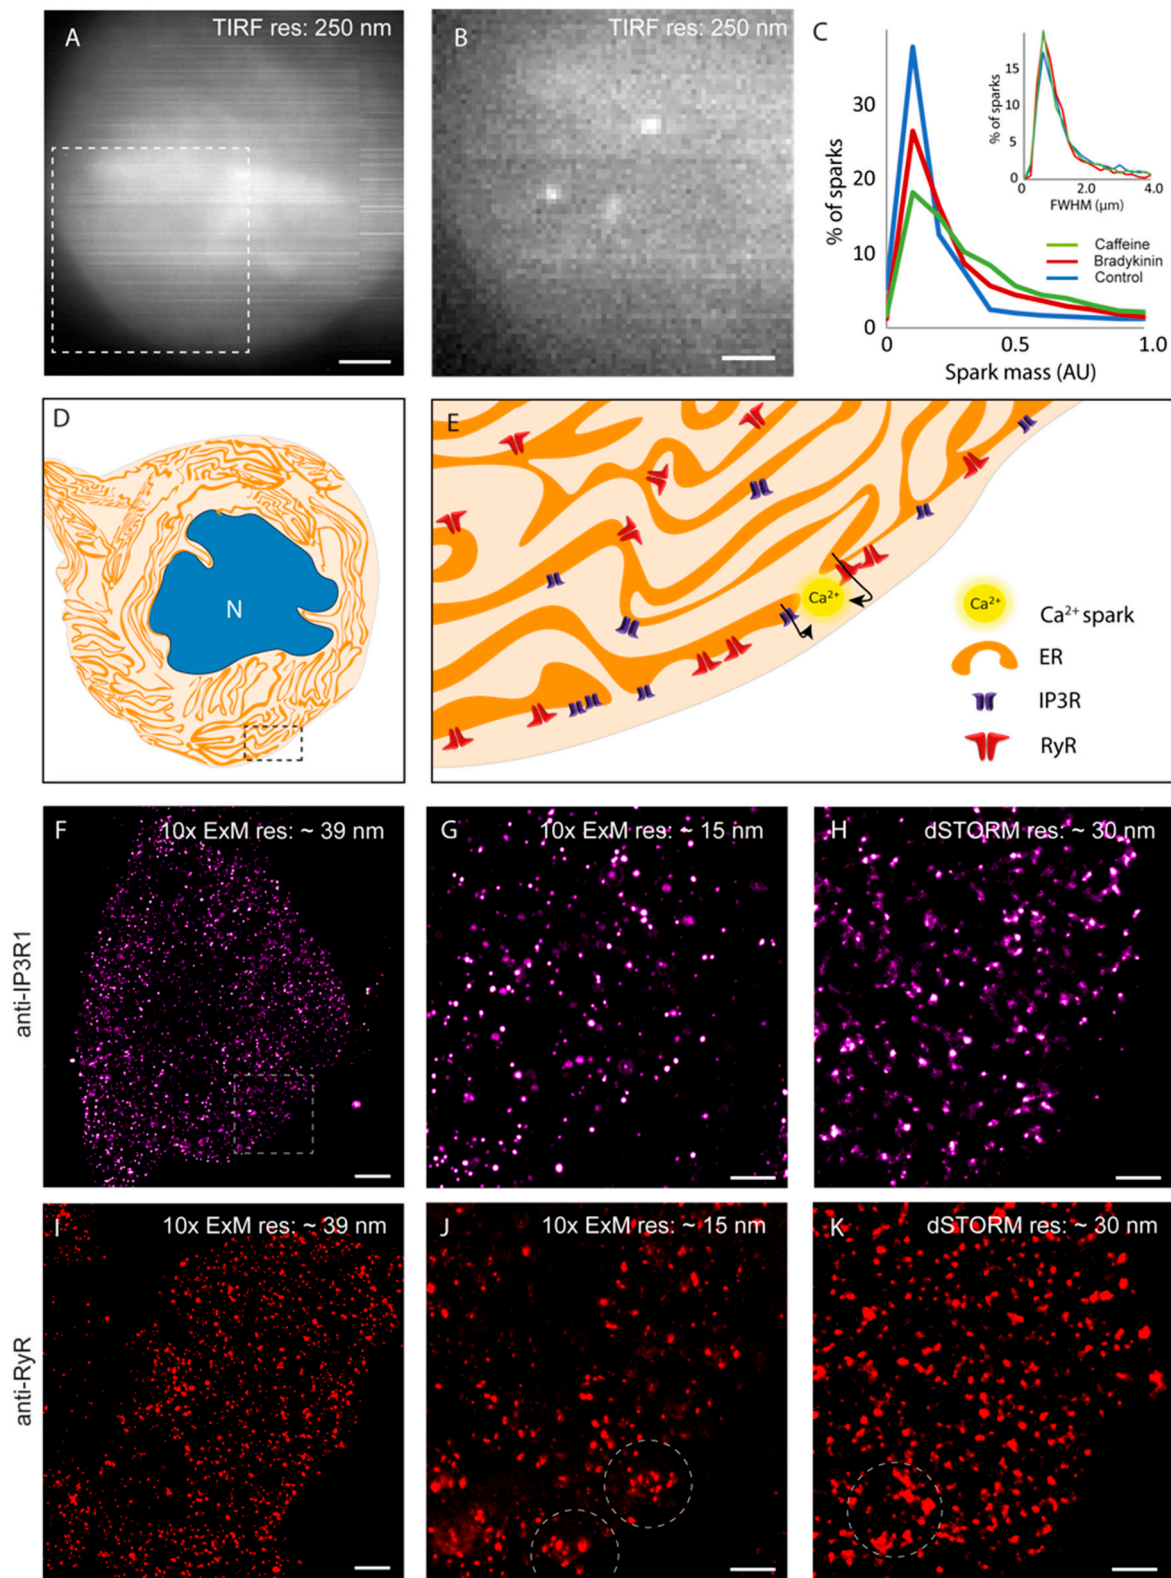 A
TIRF res: 250 nm
B
TIRF res: 250 nm
C
% of sparks
30
20
10
0
0
0.5
1.0
Spark mass (AU)
% of sparks
15
10
5
0
0
2.0
4.0
FWHM (µm)
Caffeine
Bradykinin
Control
D
N
E
Ca2+
Ca2+
Ca2+ spark
ER
IP3R
RyR
anti-IP3R1
F
10x ExM res: ~ 39 nm
G
10x ExM res: ~ 15 nm
H
dSTORM res: ~ 30 nm
anti-RyR
I
10x ExM res: ~ 39 nm
J
10x ExM res: ~ 15 nm
K
dSTORM res: ~ 30 nm